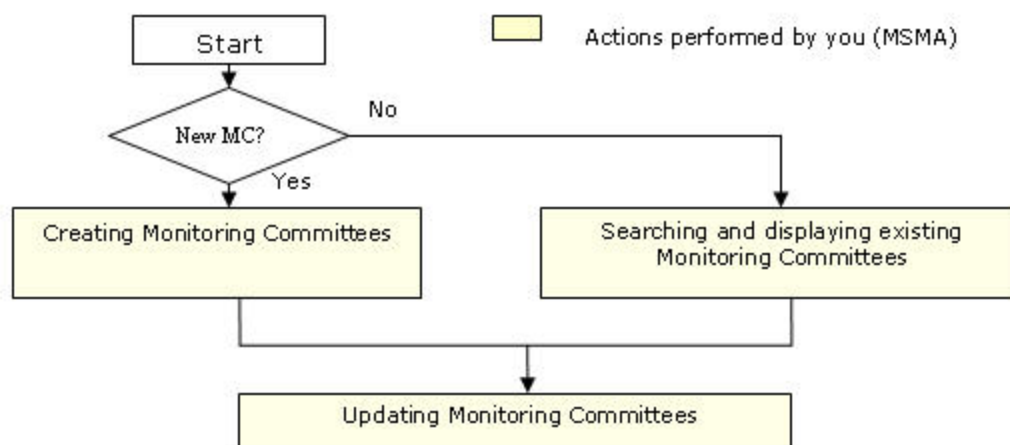 Start
Actions performed by you (MSMA)
No
New MC?
Yes
Creating Monitoring Committees
Searching and displaying existing
Monitoring Committees
Updating Monitoring Committees